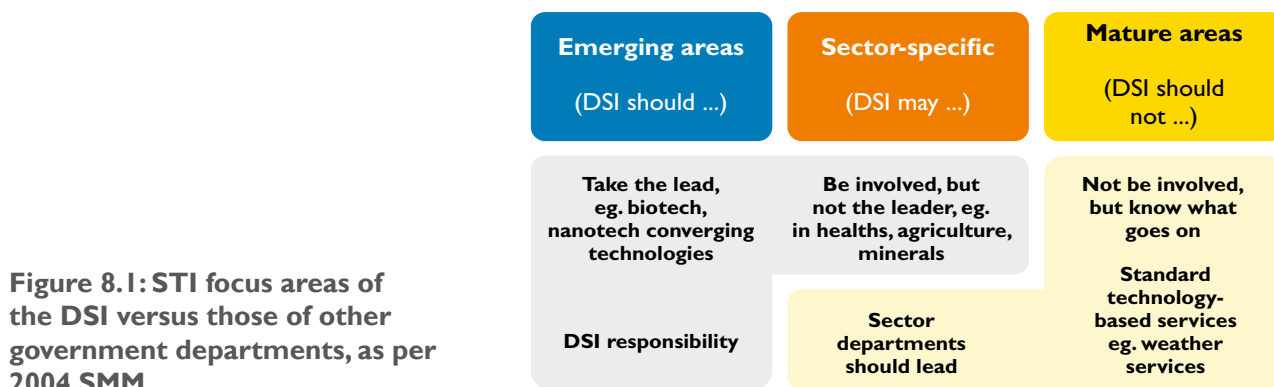 Emerging areas
(DSI should ...)
Sector-specific
(DSI may ...)
Mature areas
(DSI should
not ...)
Take the lead,
eg. biotech,
nanotech converging
technologies
Be involved, but
not the leader, eg.
in healths, agriculture,
minerals
Not be involved,
but know what
goes on
DSI responsibility
Sector
departments
should lead
Standard
technology-
based services
eg. weather
services
Figure 8.1: STI focus areas of
the DSI versus those of other
government departments, as per
2004 SMM